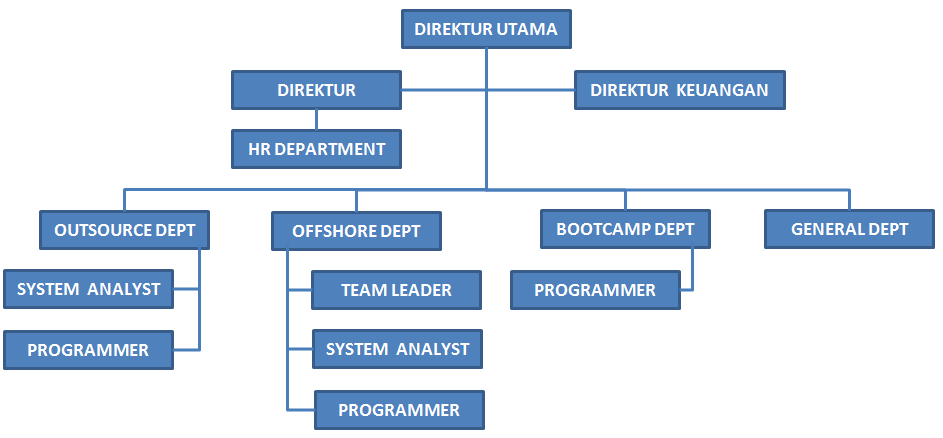 DIREKTUR UTAMA
DIREKTUR
DIREKTUR KEUANGAN
HR DEPARTMENT
OUTSOURCE DEPT
OFFSHORE DEPT
BOOTCAMP DEPT
GENERAL DEPT
SYSTEM ANALYST
TEAM LEADER
PROGRAMMER
PROGRAMMER
SYSTEM ANALYST
PROGRAMMER